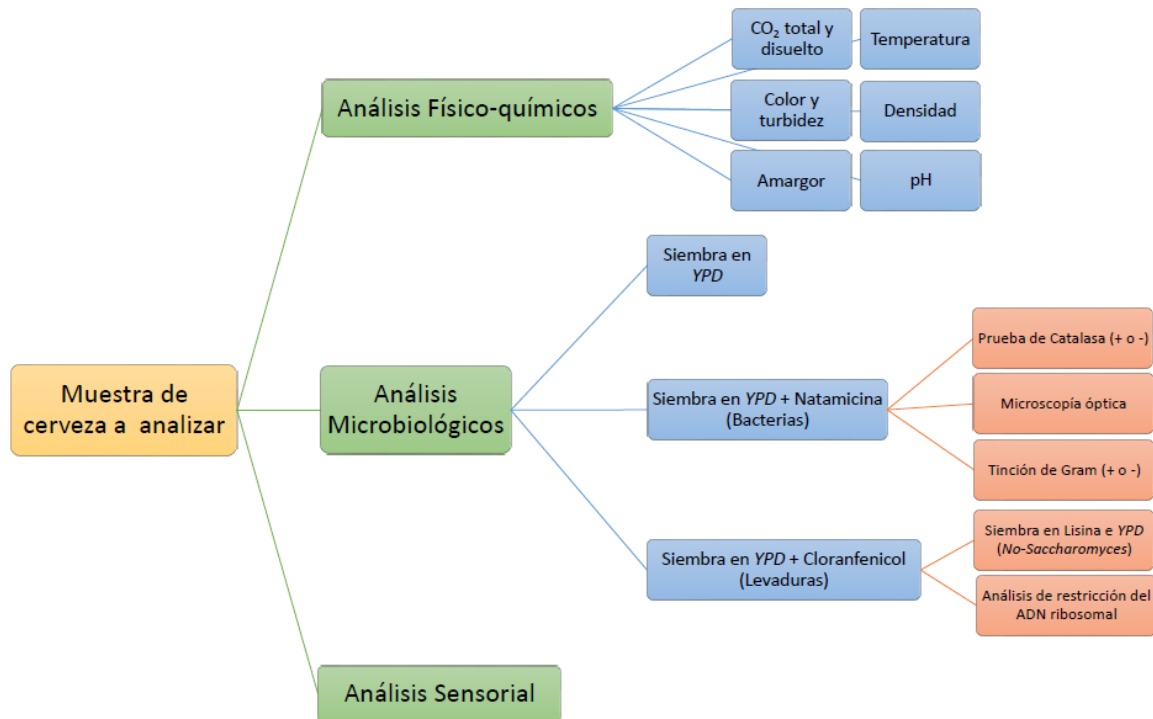 Muestra de
cerveza a analizar
Análisis Físico-químicos
CO₂ total y
disuelto
Temperatura
Color y
turbidez
Densidad
Amargor
pH
Análisis
Microbiológicos
Siembra en
YPD
Siembra en YPD + Natamicina
(Bacterias)
Prueba de Catalasa (+ o -)
Microscopía óptica
Tinción de Gram (+ o -)
Siembra en YPD + Cloranfenicol
(Levaduras)
Siembra en Lisina e YPD
(No-Saccharomyces)
Análisis de restricción del
ADN ribosomal
Análisis Sensorial